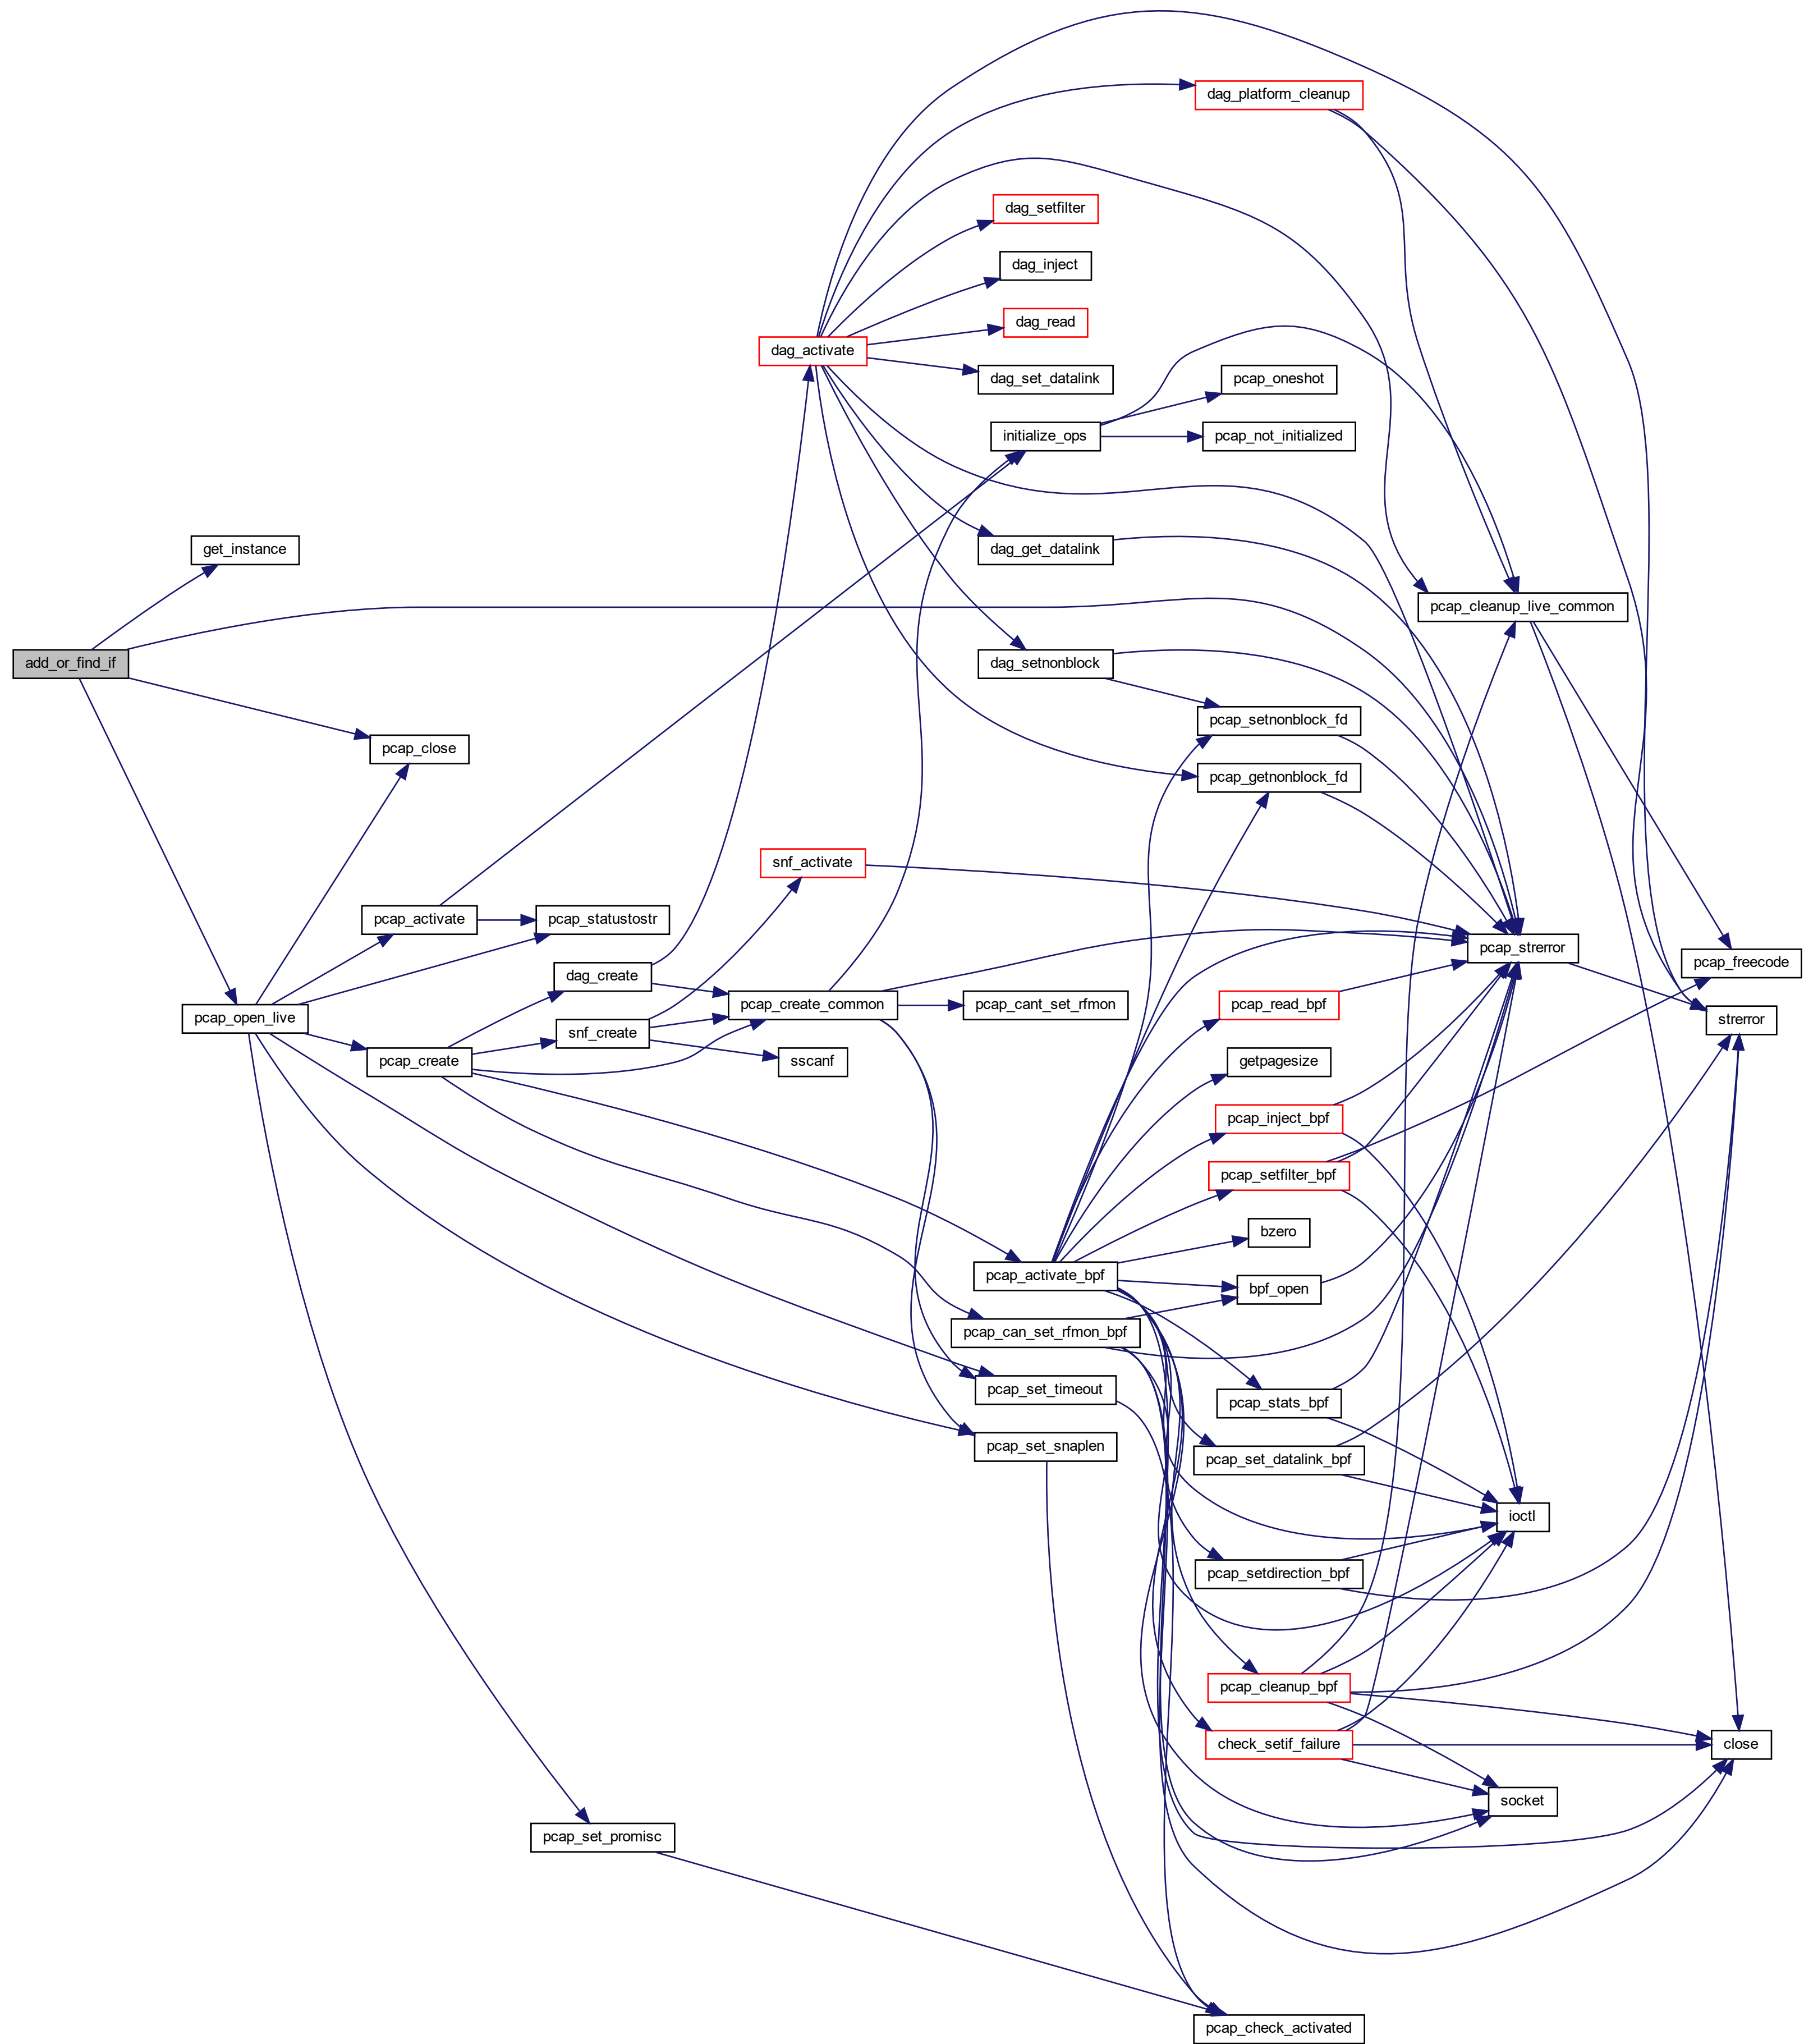 dag_platform_cleanup
dag_setfilter
dag_inject
dag_read
dag_activate
dag_set_datalink
pcap_oneshot
initialize_ops
pcap_not_initialized
get_instance
dag_get_datalink
pcap_cleanup_live_common
add_or_find_if
dag_setnonblock
pcap_setnonblock_fd
pcap_close
pcap_getnonblock_fd
snf_activate
pcap_activate
pcap_statustostr
pcap_strerror
pcap_freecode
dag_create
pcap_open_live
pcap_create_common
pcap_cant_set_rfmon
pcap_read_bpf
strerror
snf_create
pcap_create
sscanf
getpagesize
pcap_inject_bpf
pcap_setfilter_bpf
bzero
pcap_activate_bpf
bpf_open
pcap_can_set_rfmon_bpf
pcap_set_timeout
pcap_stats_bpf
pcap_set_snaplen
pcap_set_datalink_bpf
ioctl
pcap_setdirection_bpf
pcap_cleanup_bpf
check_setif_failure
close
socket
pcap_set_promisc
pcap_check_activated